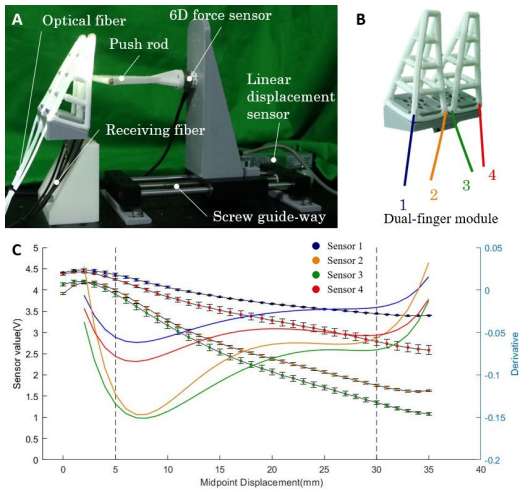 A
Optical fiber
6D force sensor
Push rod
Linear
displacement
sensor
Receiving fiber
Screw guide-way
B
1
2
3
4
Dual-finger module
C
Sensor 1
Sensor 2
Sensor 3
Sensor 4
5
4.5
4
3.5
3
2.5
2
1.5
1
0.5
0
Sensor value(V)
0.05
0
-0.05
-0.1
-0.15
-0.2
Derivative
0
5
10
15
20
25
30
35
40
Midpoint Displacement(mm)